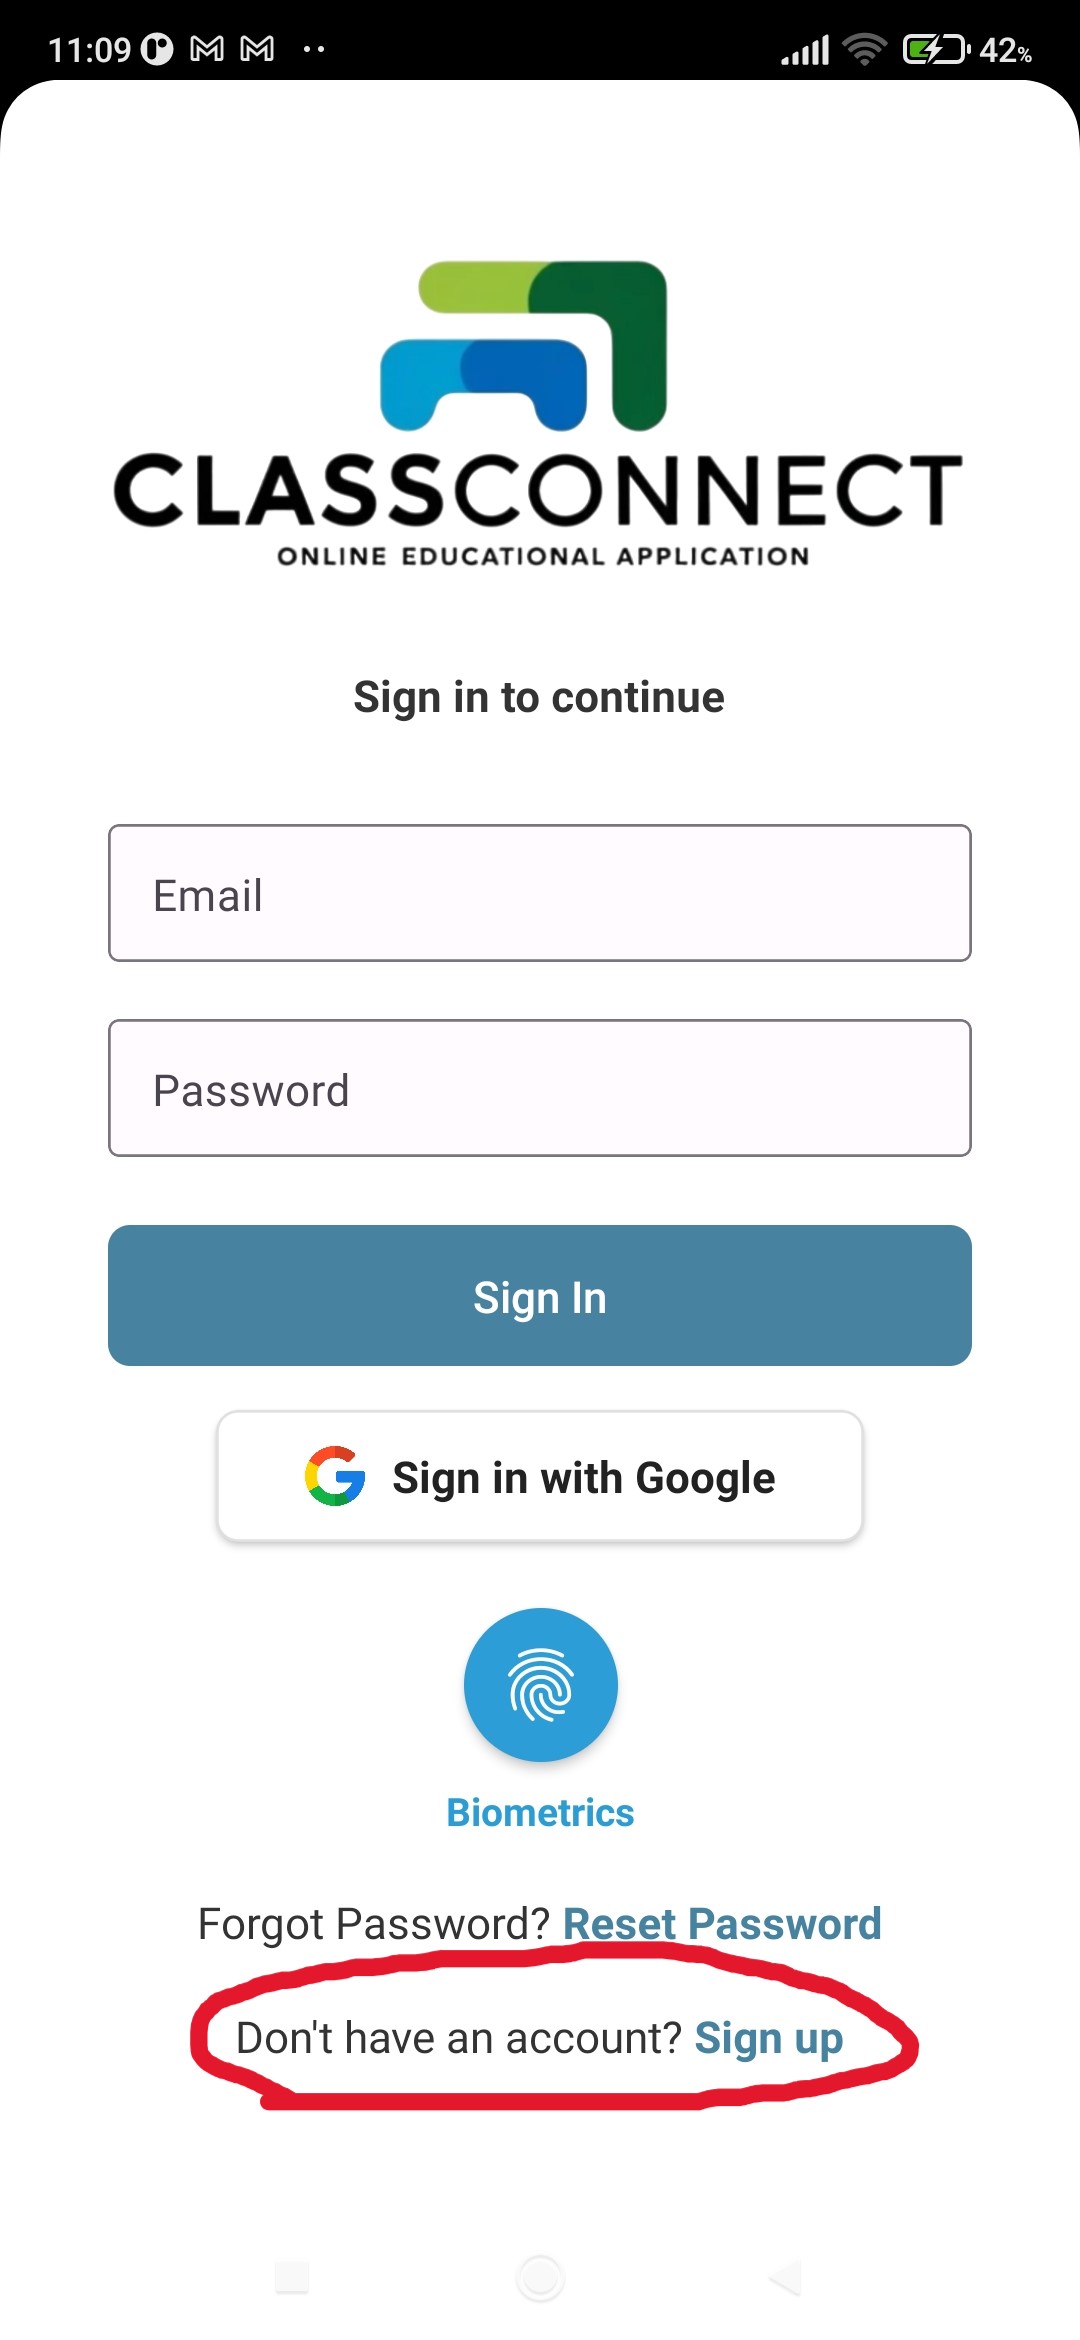 11:09 42%
CLASSCONNECT
ONLINE EDUCATIONAL APPLICATION
Sign in to continue
Email
Password
Sign In
Sign in with Google
Biometrics
Forgot Password? Reset Password
Don't have an account? Sign up